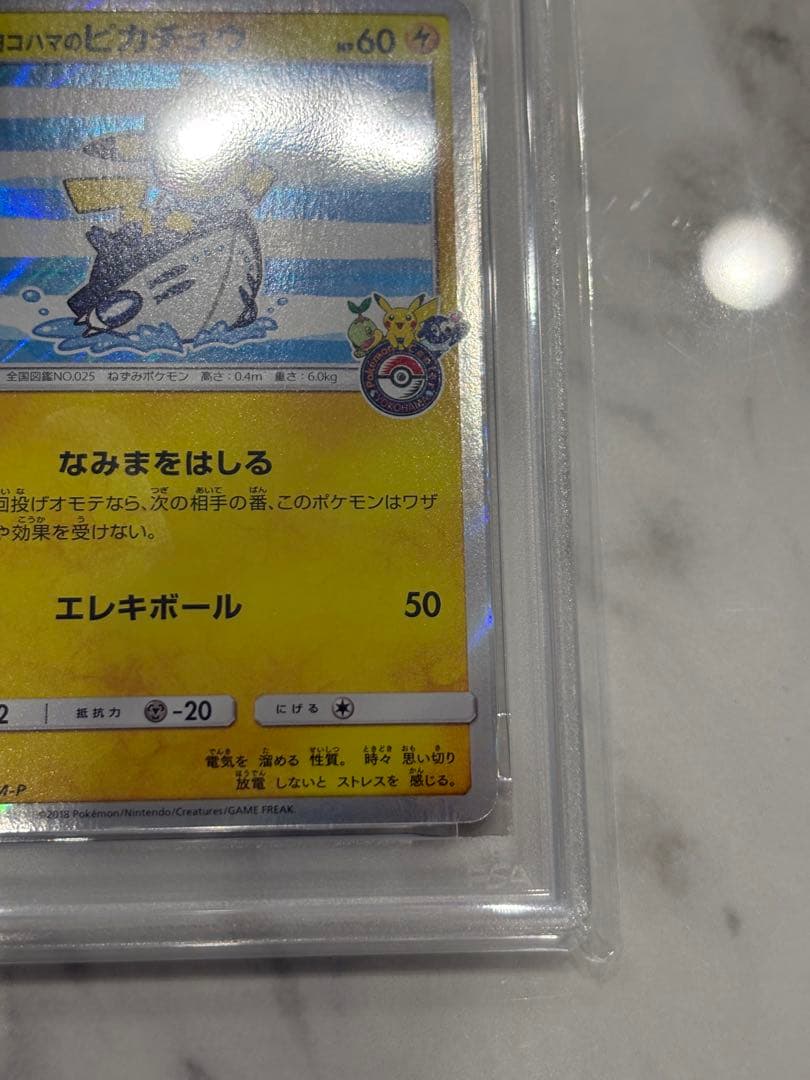 ヨコハマのピカチュウ HP60
Pokémon
YOKOHAMA
全国図鑑NO.025 ねずみポケモン 高さ:0.4m 重さ:6.0kg
なみまをはしる
回投げオモテなら、次の相手の番、このポケモンはワザ
や効果を受けない。
エレキボール 50
2 抵抗力 -20 にげる
電気を 溜める 性質。 時々 思い切り
放電 しないと ストレスを 感じる。
M-P
©2018 Pokémon/Nintendo/Creatures/GAME FREAK.
PSA